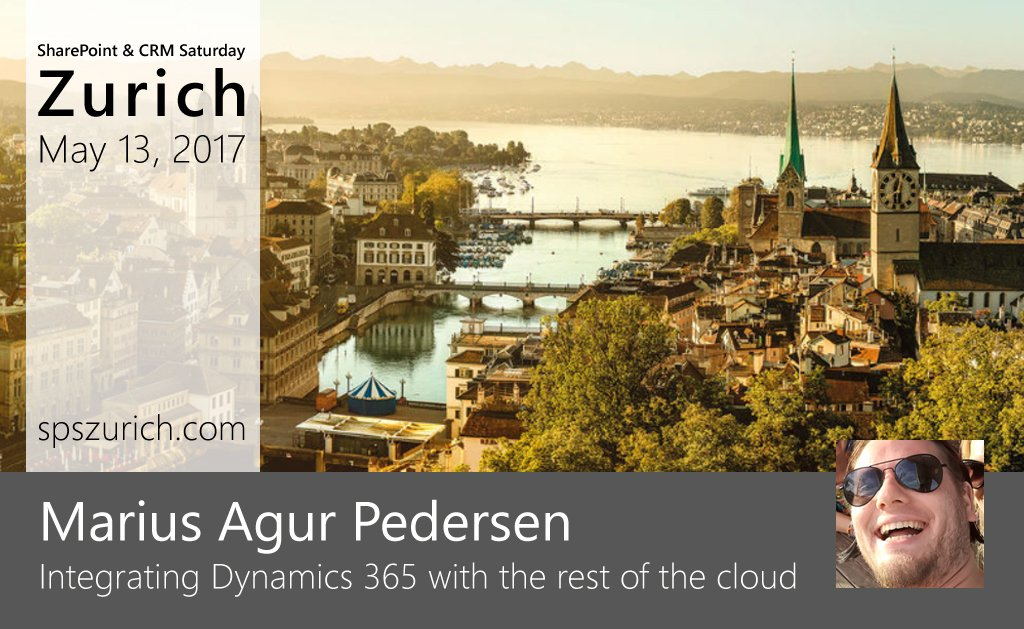 SharePoint & CRM Saturday
Zurich
May 13, 2017
spszurich.com
Marius Agur Pedersen
Integrating Dynamics 365 with the rest of the cloud